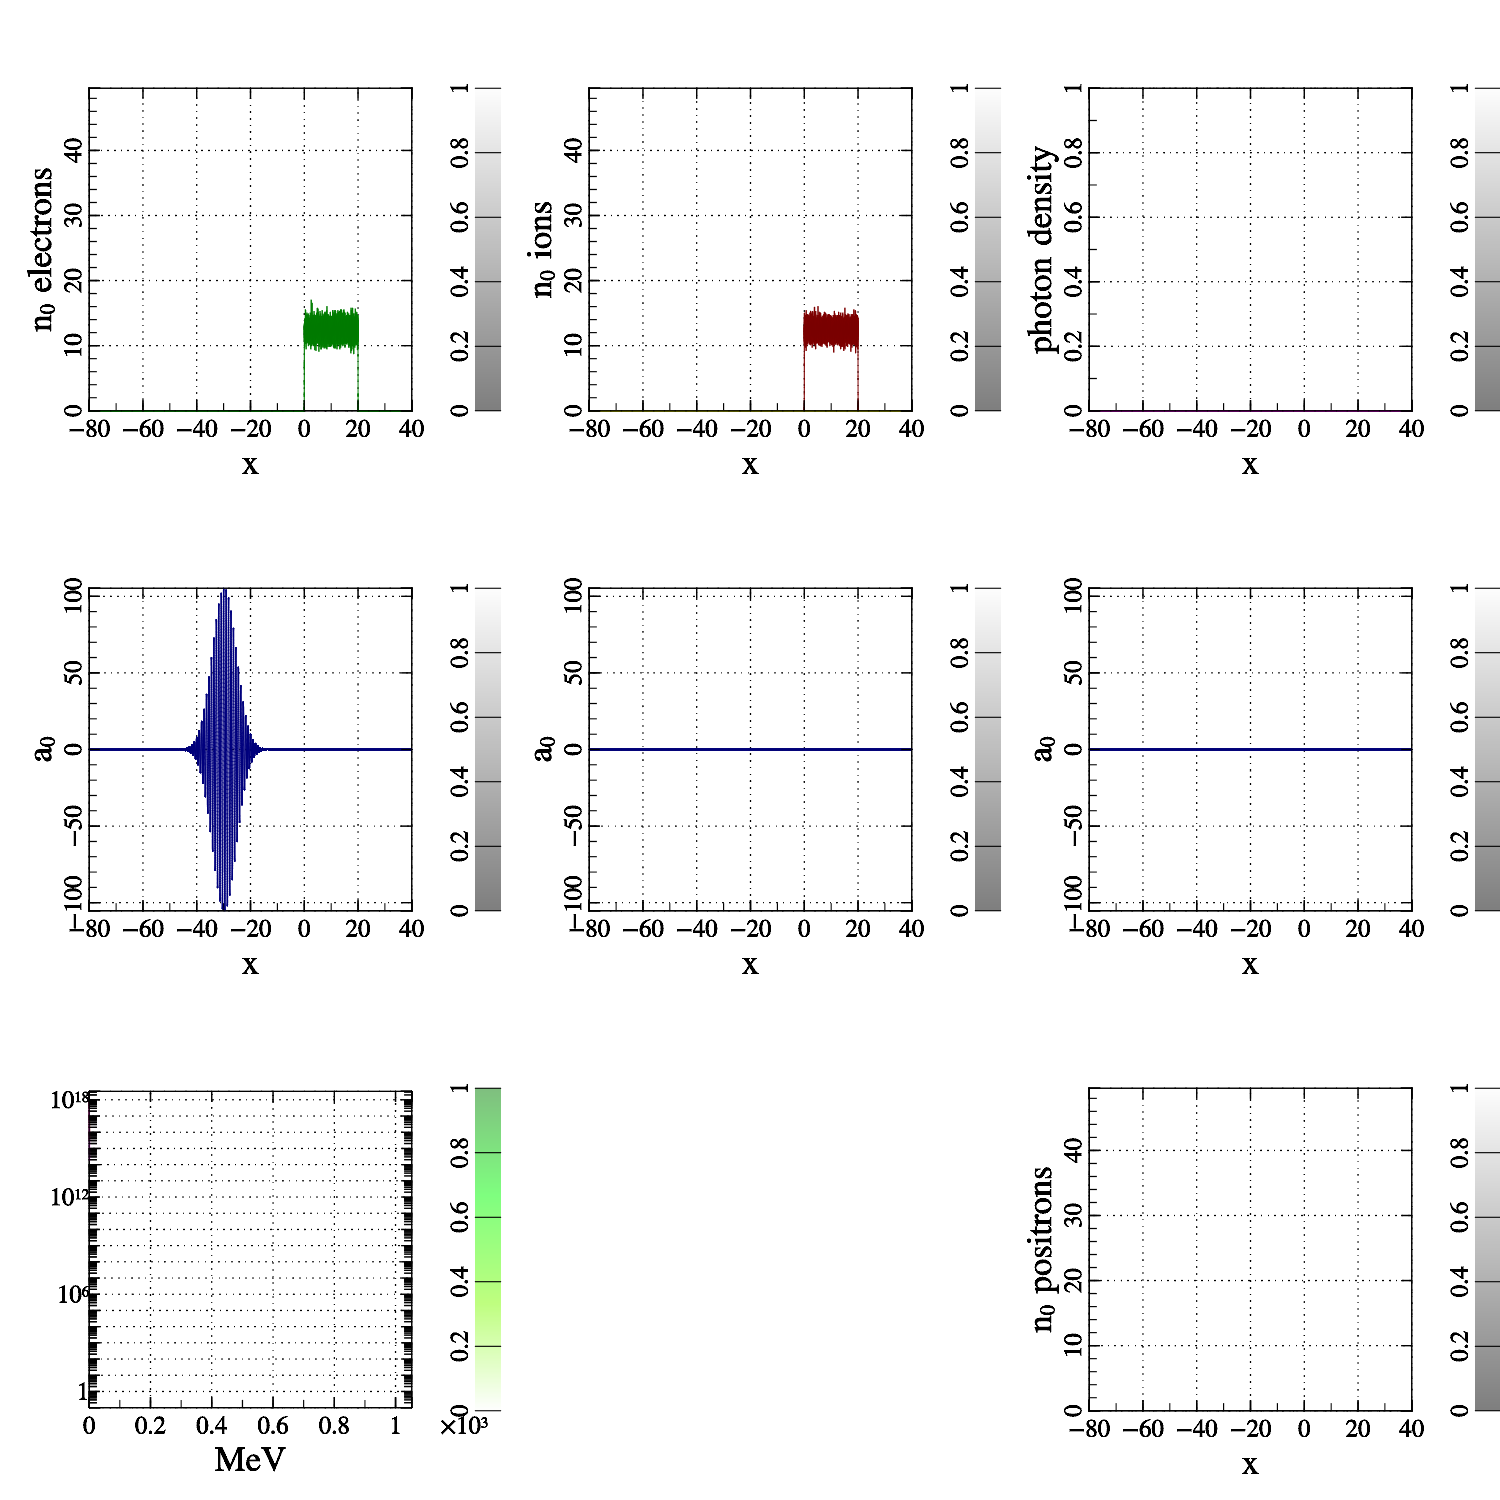 n₀ electrons
0 10 20 30 40
−80 −60 −40 −20 0 20 40
x
0 0.2 0.4 0.6 0.8 1
n₀ ions
0 10 20 30 40
−80 −60 −40 −20 0 20 40
x
0 0.2 0.4 0.6 0.8 1
photon density
0 0.2 0.4 0.6 0.8 1
−80 −60 −40 −20 0 20 40
x
0 0.2 0.4 0.6 0.8 1
a₀
−100 −50 0 50 100
−80 −60 −40 −20 0 20 40
x
0 0.2 0.4 0.6 0.8 1
a₀
−100 −50 0 50 100
−80 −60 −40 −20 0 20 40
x
0 0.2 0.4 0.6 0.8 1
a₀
−100 −50 0 50 100
−80 −60 −40 −20 0 20 40
x
0 0.2 0.4 0.6 0.8 1
10¹⁸
10¹²
10⁶
1
0 0.2 0.4 0.6 0.8 1
×10³
MeV
0 0.2 0.4 0.6 0.8 1
n₀ positrons
0 10 20 30 40
−80 −60 −40 −20 0 20 40
x
0 0.2 0.4 0.6 0.8 1